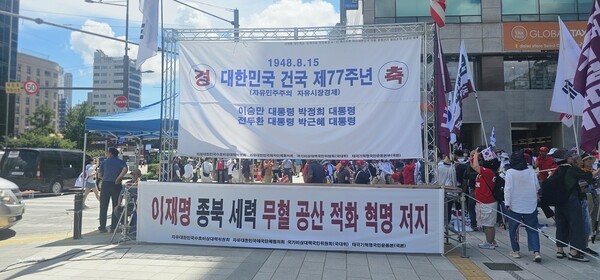 1948.8.15
경 대한민국 건국 제77주년 축
(자유민주주의 자유시장경제)
이승만 대통령 박정희 대통령
전두환 대통령 박근혜 대통령
이재명 종북 세력 무혈 공산 적화 혁명 저지
GLOBAL TAX
50